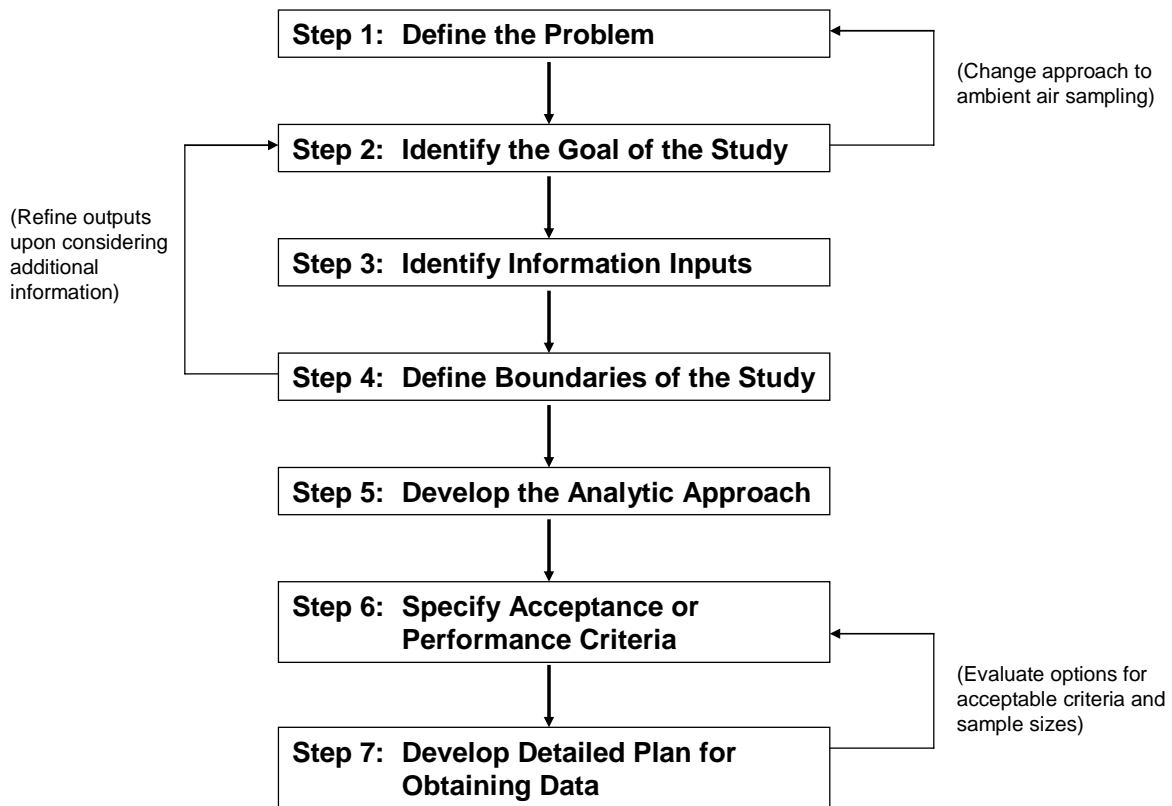 Step 1: Define the Problem
(Change approach to
ambient air sampling)
Step 2: Identify the Goal of the Study
(Refine outputs
upon considering
additional
information)
Step 3: Identify Information Inputs
Step 4: Define Boundaries of the Study
Step 5: Develop the Analytic Approach
Step 6: Specify Acceptance or
Performance Criteria
(Evaluate options for
acceptable criteria and
sample sizes)
Step 7: Develop Detailed Plan for
Obtaining Data